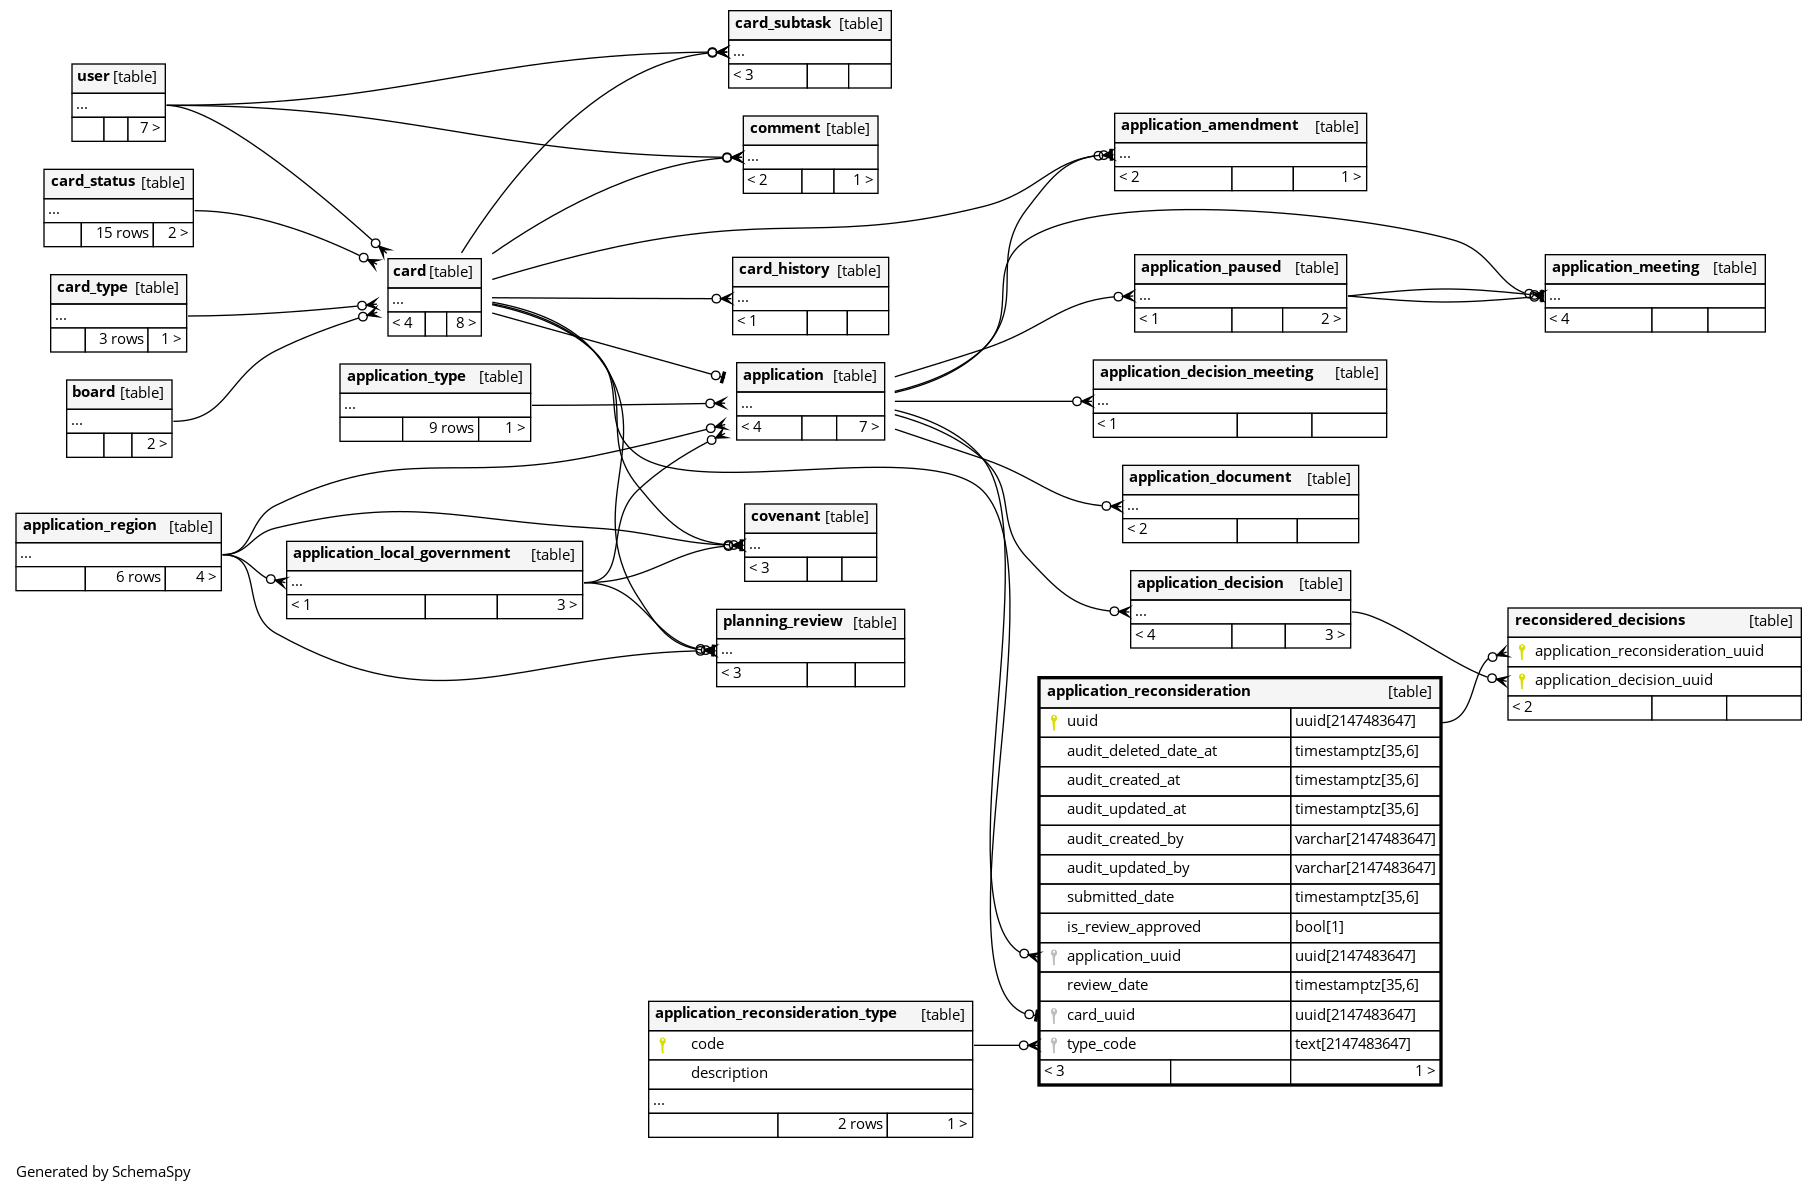 card_subtask [table]
...
< 3
user [table]
...
7 >
comment [table]
...
< 2 1 >
application_amendment [table]
...
< 2 1 >
card_status [table]
...
15 rows 2 >
card [table]
...
< 4 8 >
card_history [table]
...
< 1
application_paused [table]
...
< 1 2 >
application_meeting [table]
...
< 4
card_type [table]
...
3 rows 1 >
application_type [table]
...
9 rows 1 >
application [table]
...
< 4 7 >
application_decision_meeting [table]
...
< 1
board [table]
...
2 >
application_document [table]
...
< 2
application_region [table]
...
6 rows 4 >
application_local_government [table]
...
< 1 3 >
covenant [table]
...
< 3
application_decision [table]
...
< 4 3 >
planning_review [table]
...
< 3
reconsidered_decisions [table]
application_reconsideration_uuid
application_decision_uuid
< 2
application_reconsideration [table]
uuid uuid[2147483647]
audit_deleted_date_at timestamptz[35,6]
audit_created_at timestamptz[35,6]
audit_updated_at timestamptz[35,6]
audit_created_by varchar[2147483647]
audit_updated_by varchar[2147483647]
submitted_date timestamptz[35,6]
is_review_approved bool[1]
application_uuid uuid[2147483647]
review_date timestamptz[35,6]
card_uuid uuid[2147483647]
type_code text[2147483647]
< 3 1 >
application_reconsideration_type [table]
code
description
...
2 rows 1 >
Generated by SchemaSpy